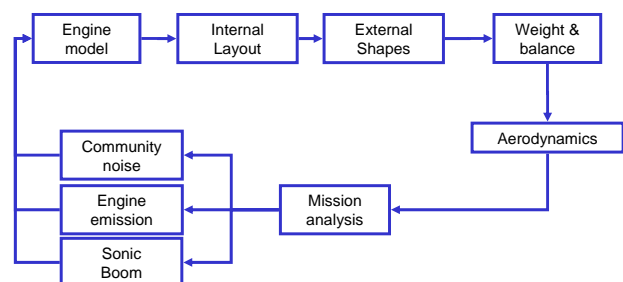 Engine
model
Internal
Layout
External
Shapes
Weight &
balance
Aerodynamics
Community
noise
Engine
emission
Mission
analysis
Sonic
Boom